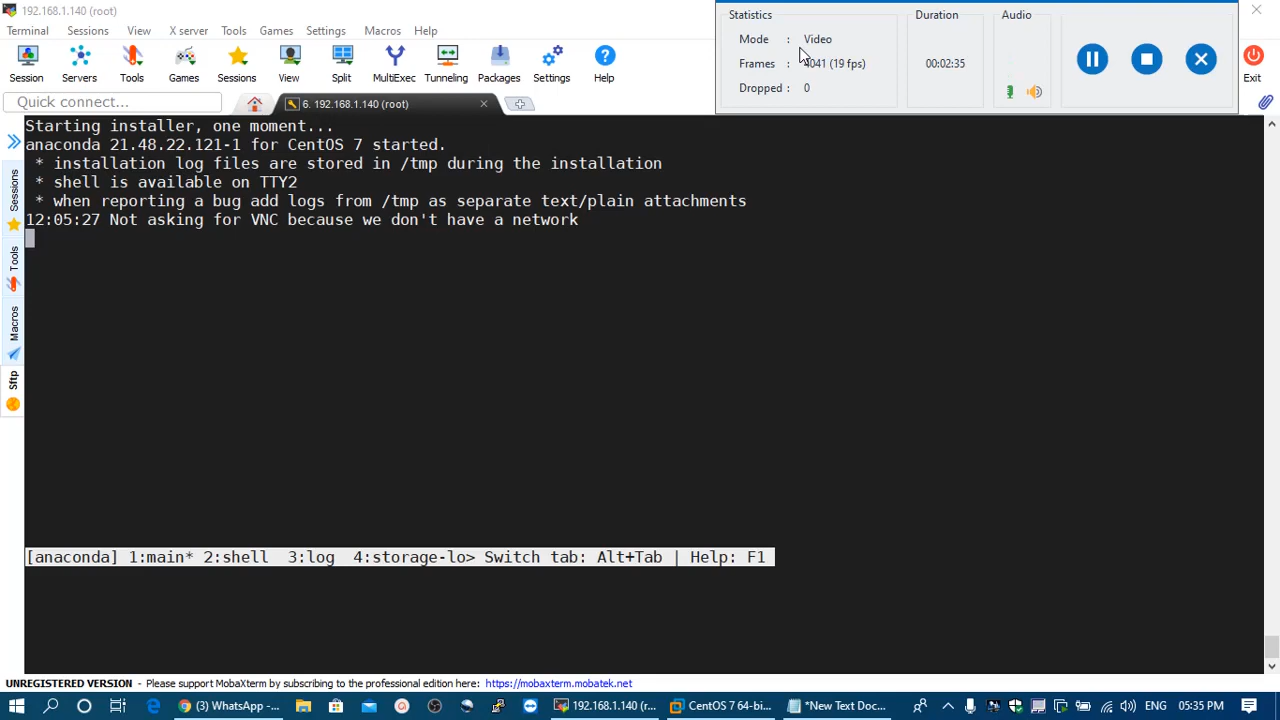 192.168.1.140 (root)
Terminal Sessions View X server Tools Games Settings Macros Help
Session Servers Tools Games Sessions View Split MultiExec Tunneling Packages Settings Help Exit
Statistics
Mode : Video
Frames : 041 (19 fps)
Dropped : 0
Duration
00:02:35
Audio
Quick connect...
6. 192.168.1.140 (root)
Sessions
Tools
Macros
Sftp
Starting installer, one moment...
anaconda 21.48.22.121-1 for CentOS 7 started.
* installation log files are stored in /tmp during the installation
* shell is available on TTY2
* when reporting a bug add logs from /tmp as separate text/plain attachments
12:05:27 Not asking for VNC because we don't have a network
[anaconda] 1:main* 2:shell 3:log 4:storage-lo> Switch tab: Alt+Tab | Help: F1
UNREGISTERED VERSION - Please support MobaXterm by subscribing to the professional edition here: https://mobaxterm.mobatek.net
(3) WhatsApp -... 192.168.1.140 (r... CentOS 7 64-bi... *New Text Doc... ENG 05:35 PM